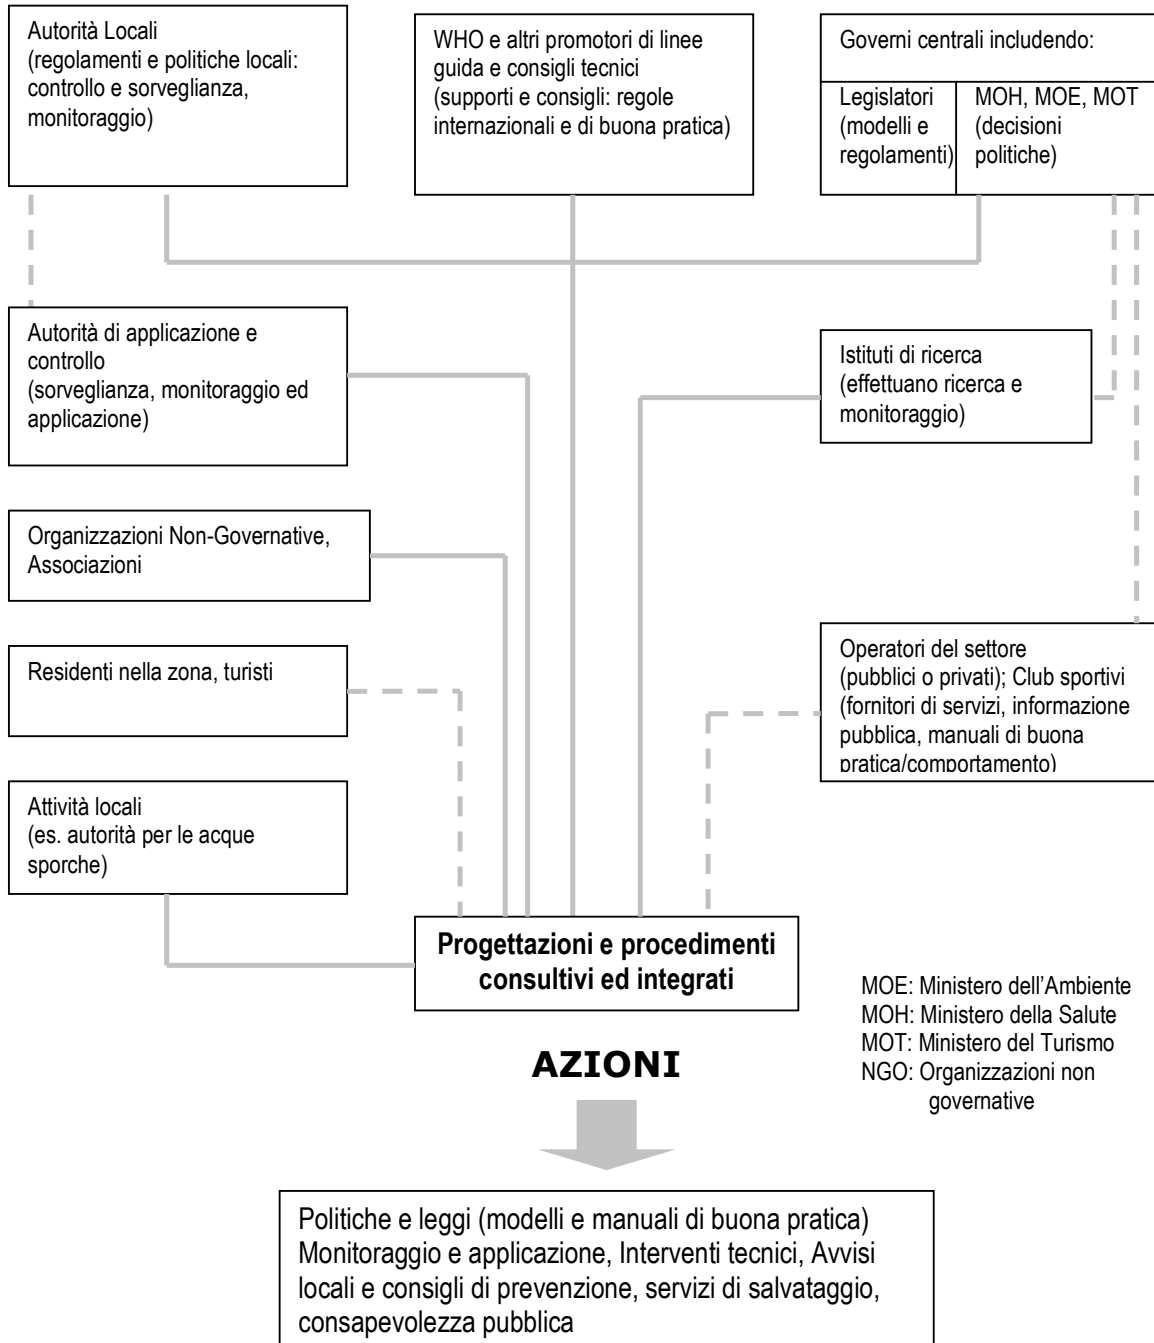 Autorità Locali
(regolamenti e politiche locali:
controllo e sorveglianza,
monitoraggio)
WHO e altri promotori di linee
guida e consigli tecnici
(supporti e consigli: regole
internazionali e di buona pratica)
Governi centrali includendo:
Legislatori
(modelli e
regolamenti)
MOH, MOE, MOT
(decisioni
politiche)
Autorità di applicazione e
controllo
(sorveglianza, monitoraggio ed
applicazione)
Istituti di ricerca
(effettuano ricerca e
monitoraggio)
Organizzazioni Non-Governative,
Associazioni
Residenti nella zona, turisti
Operatori del settore
(pubblici o privati); Club sportivi
(fornitori di servizi, informazione
pubblica, manuali di buona
pratica/comportamento)
Attività locali
(es. autorità per le acque
sporche)
Progettazioni e procedimenti
consultivi ed integrati
MOE: Ministero dell'Ambiente
MOH: Ministero della Salute
MOT: Ministero del Turismo
NGO: Organizzazioni non
governative
AZIONI
Politiche e leggi (modelli e manuali di buona pratica)
Monitoraggio e applicazione, Interventi tecnici, Avvisi
locali e consigli di prevenzione, servizi di salvataggio,
consapevolezza pubblica